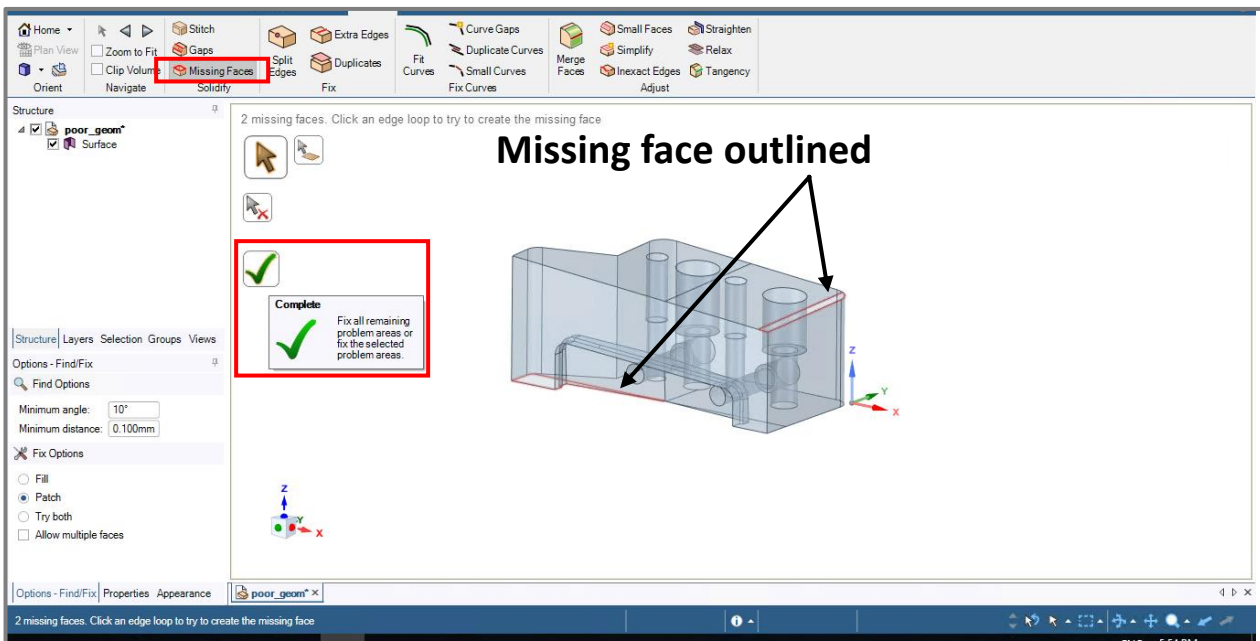 Home
Plan View
Orient
Zoom to Fit
Clip Volume
Navigate
Stitch
Gaps
Missing Faces
Solidify
Split
Edges
Extra Edges
Duplicates
Fix
Fit
Curves
Curve Gaps
Duplicate Curves
Small Curves
Fix Curves
Merge
Faces
Small Faces
Simplify
Inexact Edges
Straighten
Relax
Tangency
Adjust
Structure
poor_geom*
Surface
Structure Layers Selection Groups Views
Options - Find/Fix
Find Options
Minimum angle: 10°
Minimum distance: 0.100mm
Fix Options
Fill
Patch
Try both
Allow multiple faces
Options - Find/Fix Properties Appearance
2 missing faces. Click an edge loop to try to create the missing face
Missing face outlined
Complete
Fix all remaining
problem areas or
fix the selected
problem areas.
Z
Y
X
Z
Y
X
poor_geom*
2 missing faces. Click an edge loop to try to create the missing face